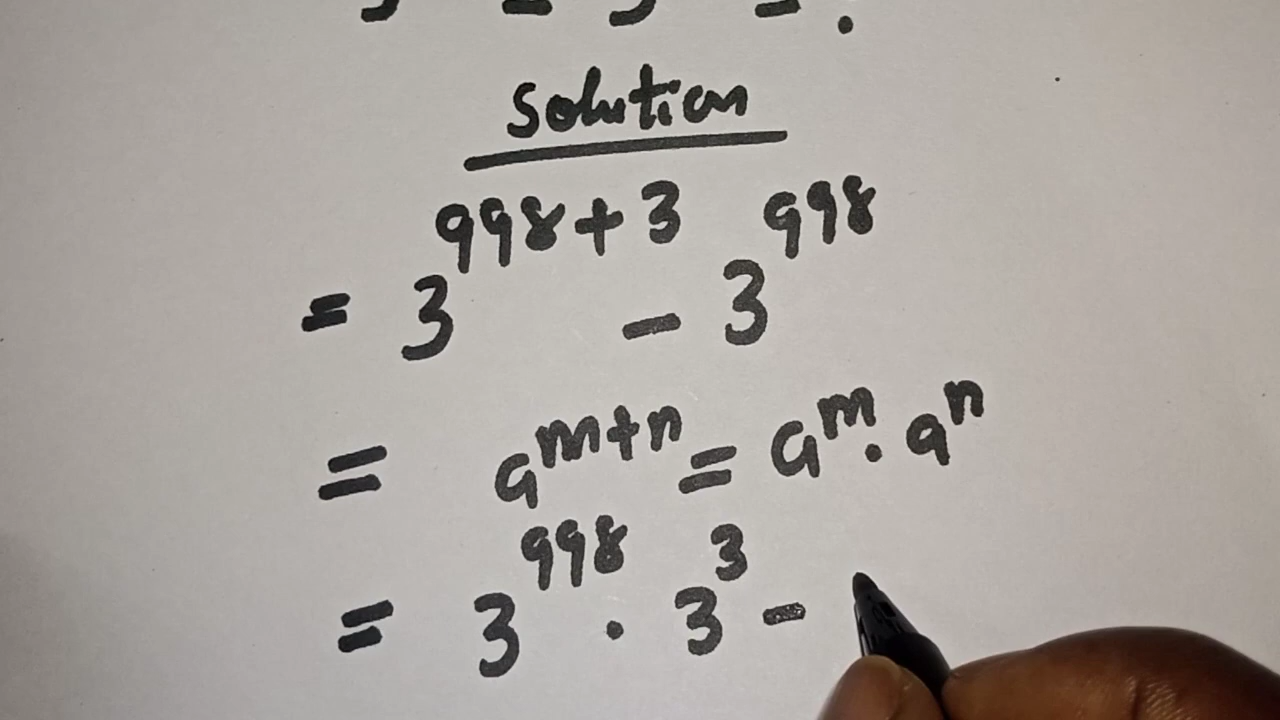 Solution
= 3^998+3 - 3^998
= a^m+n = a^m . a^n
= 3^998 . 3^3 -